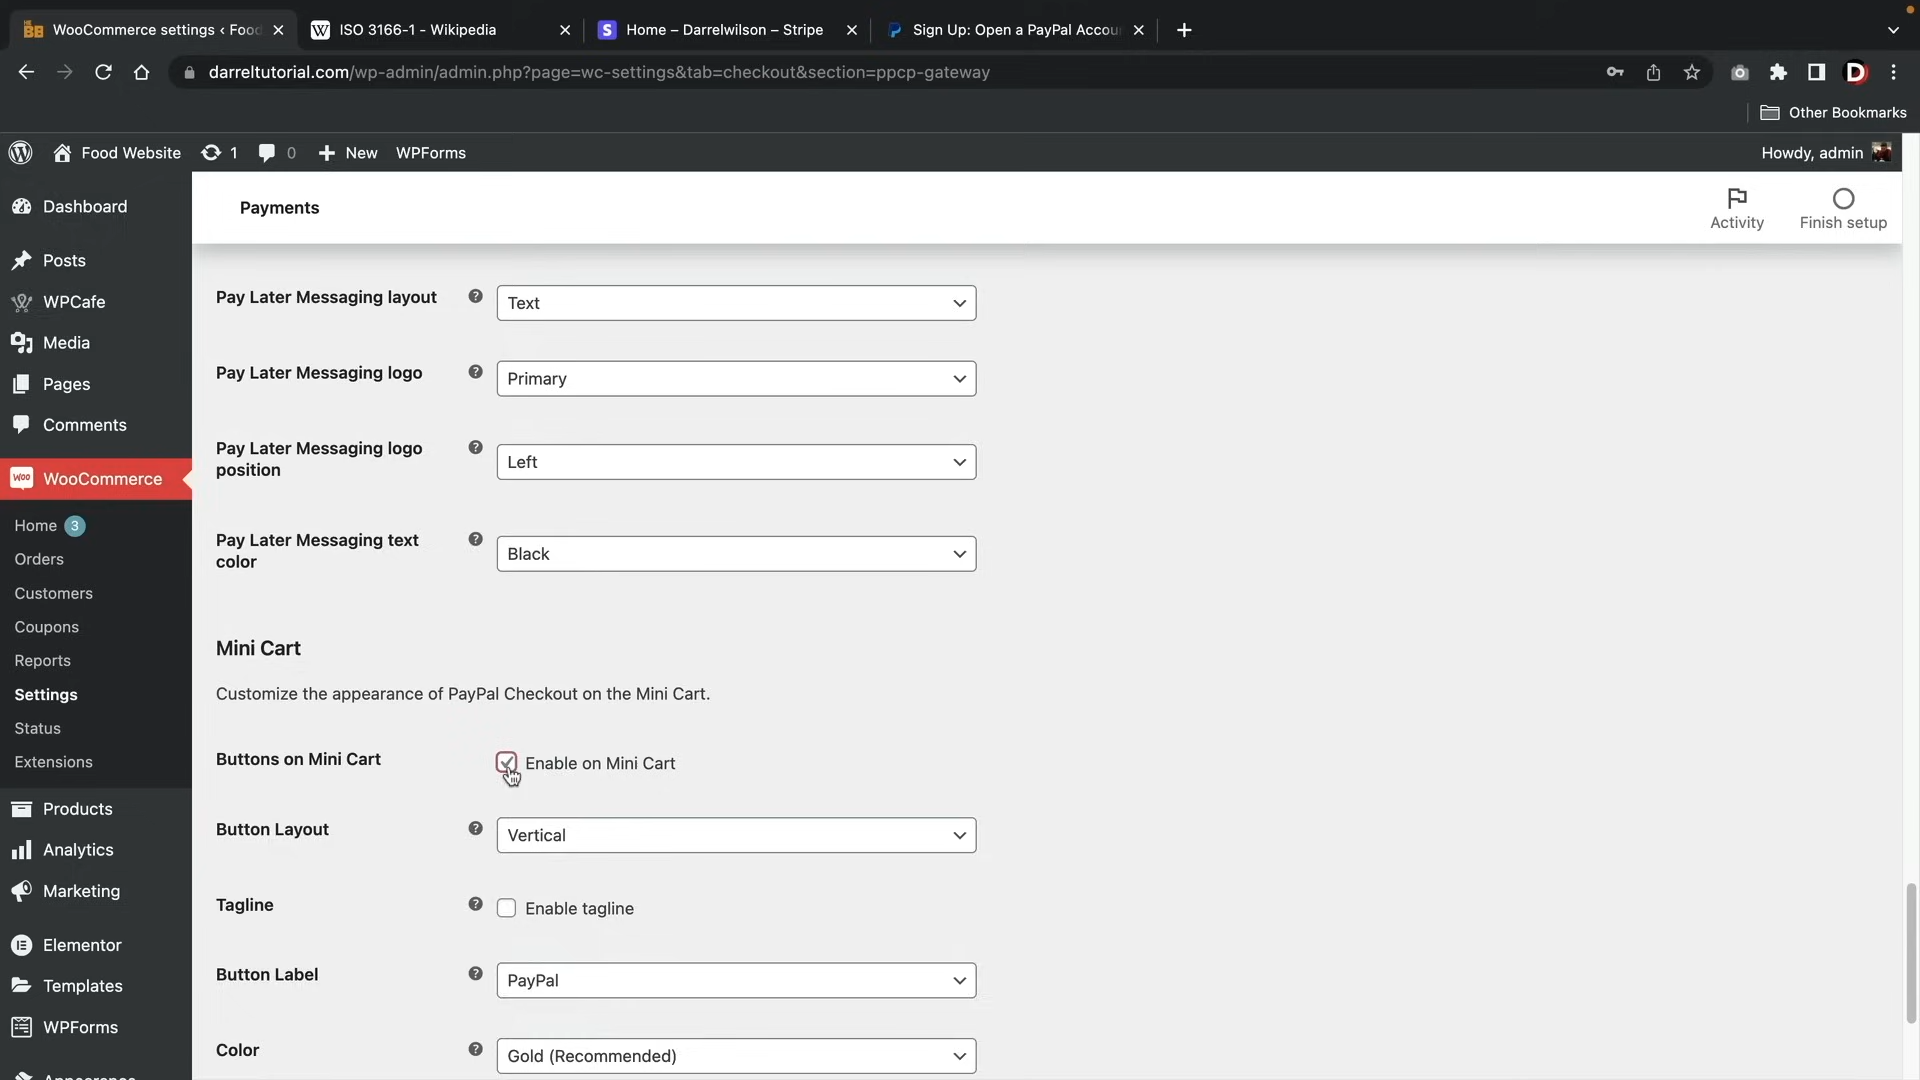 WooCommerce settings ‹ Food
ISO 3166-1 - Wikipedia
Home – Darrelwilson – Stripe
Sign Up: Open a PayPal Accou
darreltutorial.com/wp-admin/admin.php?page=wc-settings&tab=checkout&section=ppcp-gateway
Other Bookmarks
Food Website
1
0
New
WPForms
Howdy, admin
Dashboard
Posts
WPCafe
Media
Pages
Comments
WooCommerce
Home 3
Orders
Customers
Coupons
Reports
Settings
Status
Extensions
Products
Analytics
Marketing
Elementor
Templates
WPForms
Appearance
Payments
Activity
Finish setup
Pay Later Messaging layout
Text
Pay Later Messaging logo
Primary
Pay Later Messaging logo
position
Left
Pay Later Messaging text
color
Black
Mini Cart
Customize the appearance of PayPal Checkout on the Mini Cart.
Buttons on Mini Cart
Enable on Mini Cart
Button Layout
Vertical
Tagline
Enable tagline
Button Label
PayPal
Color
Gold (Recommended)